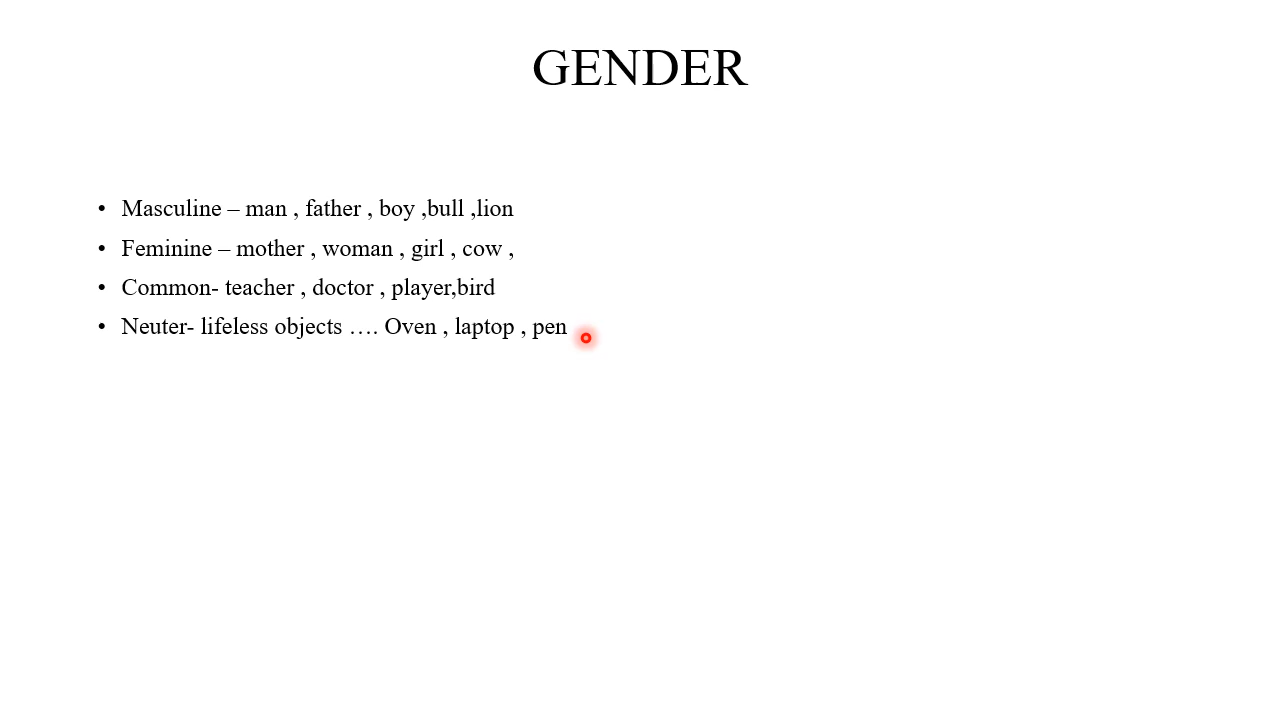 GENDER
• Masculine – man , father , boy ,bull ,lion
• Feminine – mother , woman , girl , cow ,
• Common- teacher , doctor , player,bird
• Neuter- lifeless objects …. Oven , laptop , pen